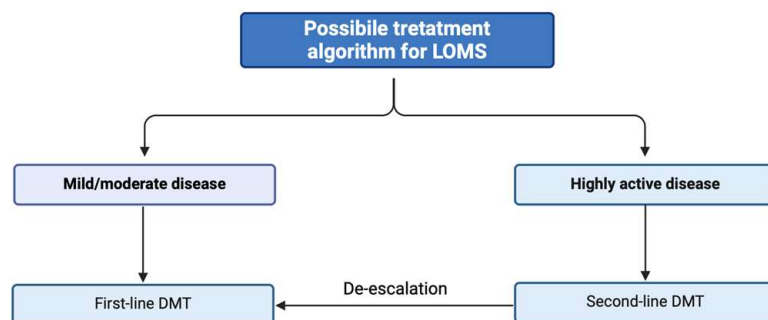 Possibile tretatment
algorithm for LOMS
Mild/moderate disease
Highly active disease
De-escalation
First-line DMT
Second-line DMT